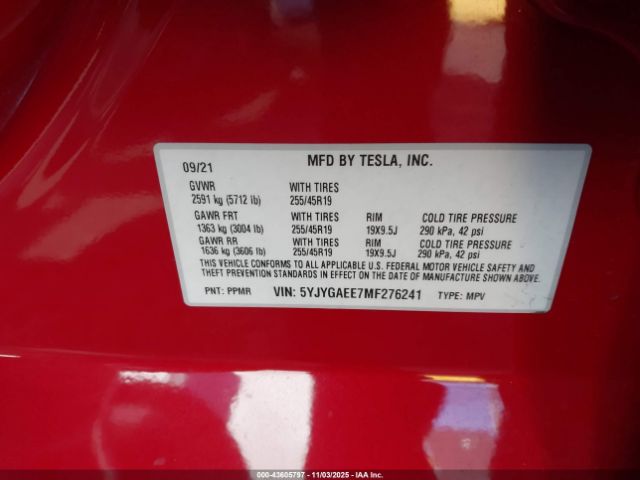 09/21 MFD BY TESLA, INC.
GVWR WITH TIRES
2591 kg (5712 lb) 255/45R19
GAWR FRT WITH TIRES RIM COLD TIRE PRESSURE
1363 kg (3004 lb) 255/45R19 19X9.5J 290 kPa, 42 psi
GAWR RR WITH TIRES RIM COLD TIRE PRESSURE
1636 kg (3606 lb) 255/45R19 19X9.5J 290 kPa, 42 psi
THIS VEHICLE CONFORMS TO ALL APPLICABLE U.S. FEDERAL MOTOR VEHICLE SAFETY AND
THEFT PREVENTION STANDARDS IN EFFECT ON THE DATE OF MANUFACTURE SHOWN ABOVE.
PNT: PPMR VIN: 5YJYGAEE7MF276241 TYPE: MPV
000-43605797 - 11/03/2025 - IAA Inc.